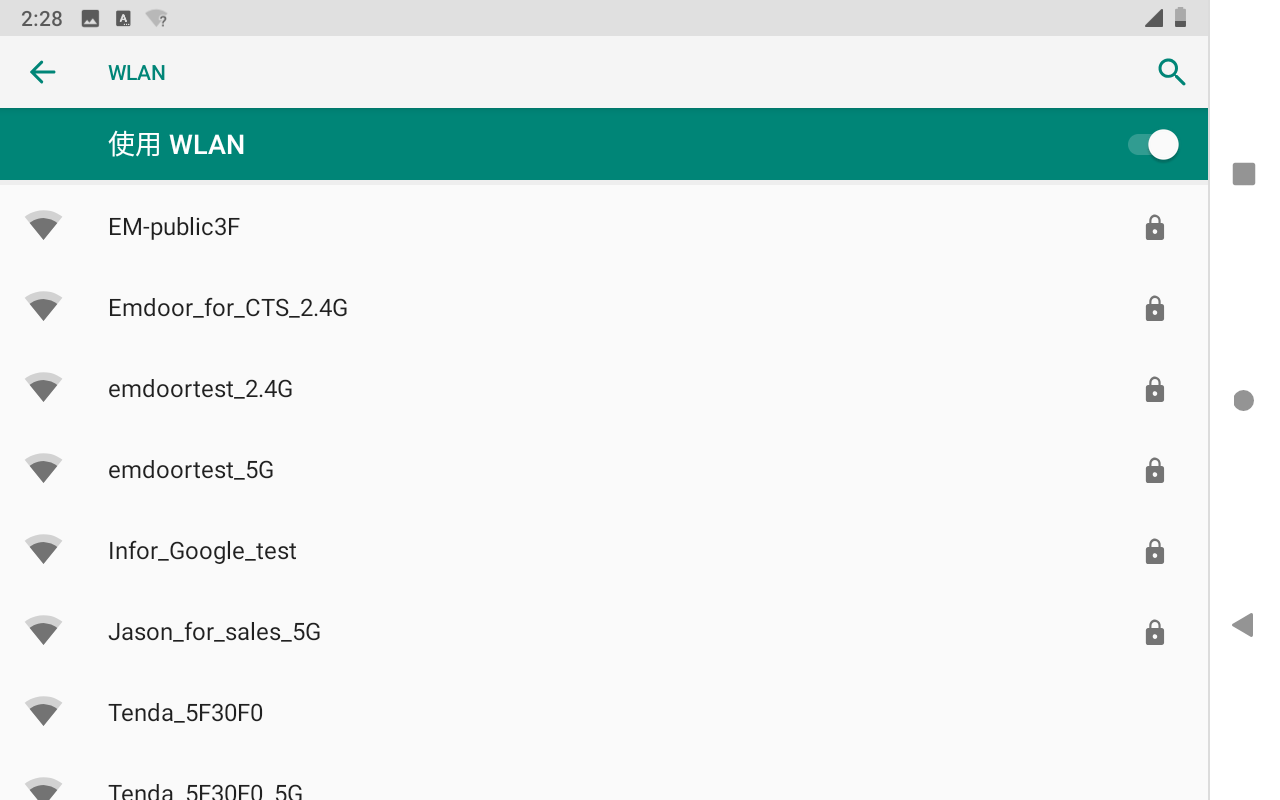 2:28
WLAN
使用 WLAN
EM-public3F
Emdoor_for_CTS_2.4G
emdoortest_2.4G
emdoortest_5G
Infor_Google_test
Jason_for_sales_5G
Tenda_5F30F0
Tenda_5F30F0_5G